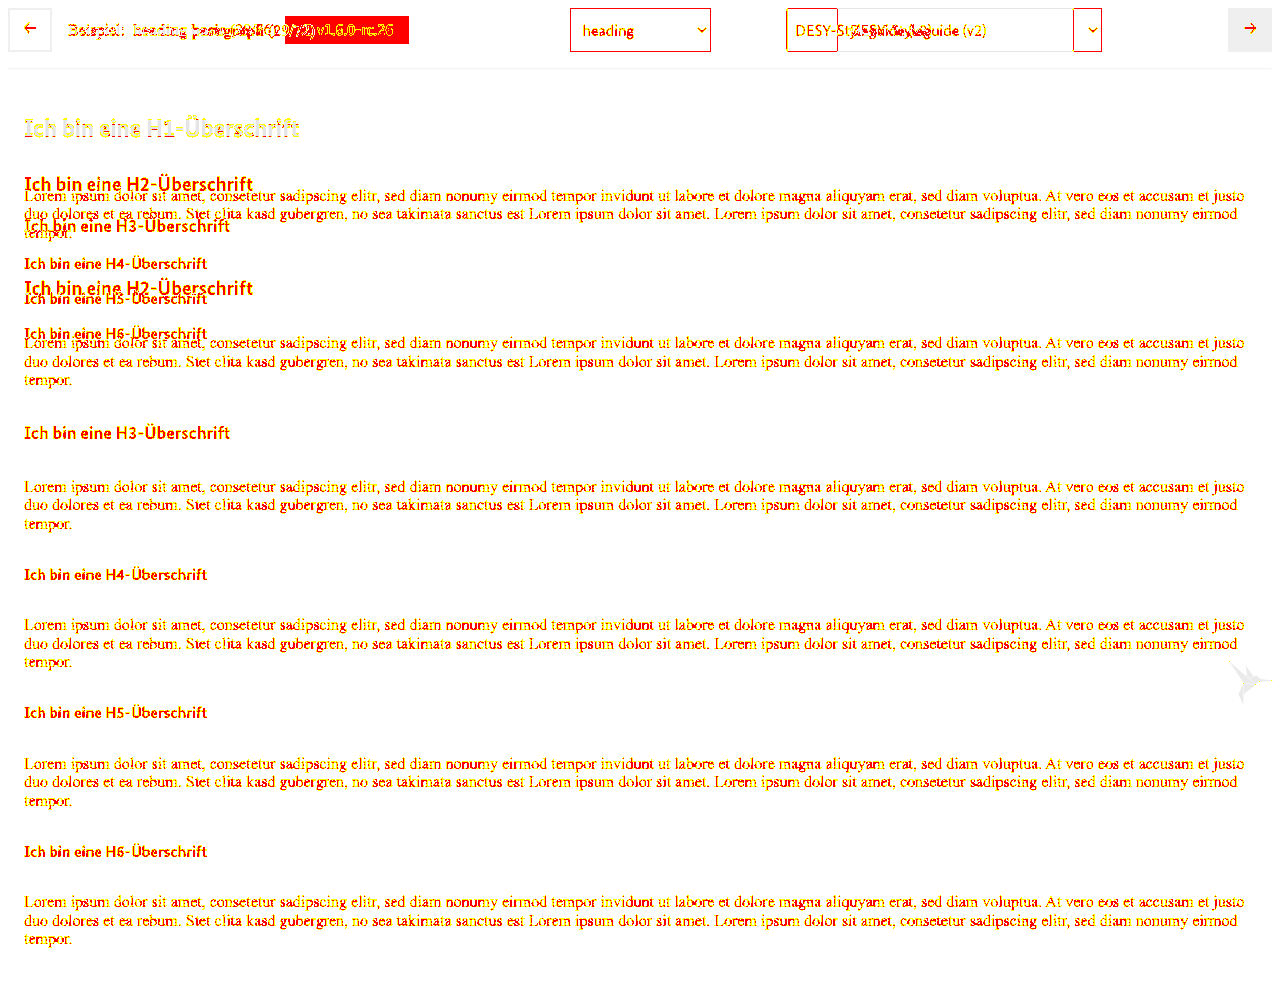 heading
Ich bin eine H1-Überschrift
Ich bin eine H2-Überschrift
Lorem ipsum dolor sit amet, consetetur sadipscing elitr, sed diam nonumy eirmod tempor invidunt ut labore et dolore magna aliquyam erat, sed diam voluptua. At vero eos et accusam et justo
duo dolores et ea rebum. Stet clita kasd gubergren, no sea takimata sanctus est Lorem ipsum dolor sit amet. Lorem ipsum dolor sit amet, consetetur sadipscing elitr, sed diam nonumy eirmod
Ich bin eine H3-Überschrift
tempor.
Ich bin eine H4-Überschrift
Ich bin eine H2-Überschrift
Ich bin eine H5-Überschrift
Ich bin eine H6-Überschrift
Lorem ipsum dolor sit amet, consetetur sadipscing elitr, sed diam nonumy eirmod tempor invidunt ut labore et dolore magna aliquyam erat, sed diam voluptua. At vero eos et accusam et justo
duo dolores et ea rebum. Stet clita kasd gubergren, no sea takimata sanctus est Lorem ipsum dolor sit amet. Lorem ipsum dolor sit amet, consetetur sadipscing elitr, sed diam nonumy eirmod
tempor.
Ich bin eine H3-Überschrift
Lorem ipsum dolor sit amet, consetetur sadipscing elitr, sed diam nonumy eirmod tempor invidunt ut labore et dolore magna aliquyam erat, sed diam voluptua. At vero eos et accusam et justo
duo dolores et ea rebum. Stet clita kasd gubergren, no sea takimata sanctus est Lorem ipsum dolor sit amet. Lorem ipsum dolor sit amet, consetetur sadipscing elitr, sed diam nonumy eirmod
tempor.
Ich bin eine H4-Überschrift
Lorem ipsum dolor sit amet, consetetur sadipscing elitr, sed diam nonumy eirmod tempor invidunt ut labore et dolore magna aliquyam erat, sed diam voluptua. At vero eos et accusam et justo
duo dolores et ea rebum. Stet clita kasd gubergren, no sea takimata sanctus est Lorem ipsum dolor sit amet. Lorem ipsum dolor sit amet, consetetur sadipscing elitr, sed diam nonumy eirmod
tempor.
Ich bin eine H5-Überschrift
Lorem ipsum dolor sit amet, consetetur sadipscing elitr, sed diam nonumy eirmod tempor invidunt ut labore et dolore magna aliquyam erat, sed diam voluptua. At vero eos et accusam et justo
duo dolores et ea rebum. Stet clita kasd gubergren, no sea takimata sanctus est Lorem ipsum dolor sit amet. Lorem ipsum dolor sit amet, consetetur sadipscing elitr, sed diam nonumy eirmod
tempor.
Ich bin eine H6-Überschrift
Lorem ipsum dolor sit amet, consetetur sadipscing elitr, sed diam nonumy eirmod tempor invidunt ut labore et dolore magna aliquyam erat, sed diam voluptua. At vero eos et accusam et justo
duo dolores et ea rebum. Stet clita kasd gubergren, no sea takimata sanctus est Lorem ipsum dolor sit amet. Lorem ipsum dolor sit amet, consetetur sadipscing elitr, sed diam nonumy eirmod
tempor.